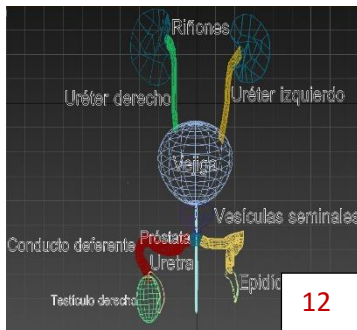 Riñones
Uréter derecho
Uréter izquierdo
Vejiga
Vesículas seminales
Conducto deferente
Próstata
Uretra
Testículo derecho
12